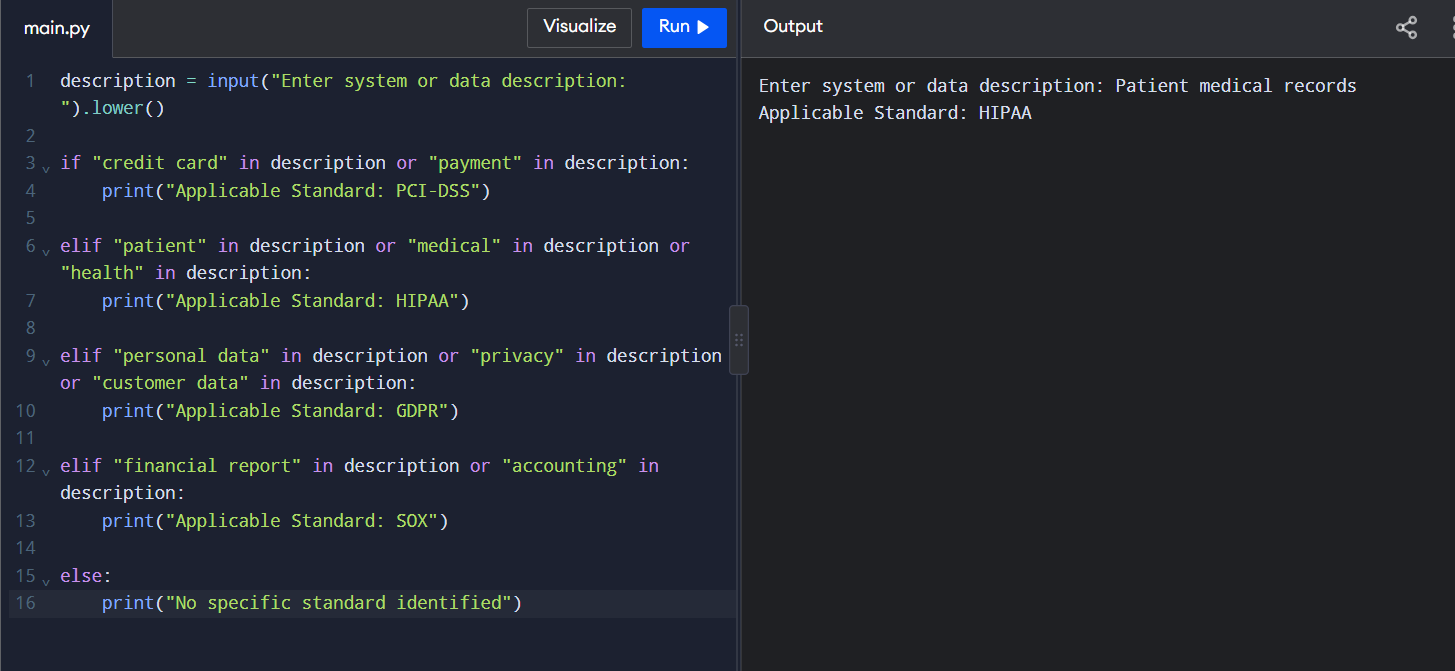 main.py
Visualize
Run
Output
1 description = input("Enter system or data description:
").lower()
2
3 if "credit card" in description or "payment" in description:
4     print("Applicable Standard: PCI-DSS")
5
6 elif "patient" in description or "medical" in description or
"health" in description:
7     print("Applicable Standard: HIPAA")
8
9 elif "personal data" in description or "privacy" in description
or "customer data" in description:
10     print("Applicable Standard: GDPR")
11
12 elif "financial report" in description or "accounting" in
description:
13     print("Applicable Standard: SOX")
14
15 else:
16     print("No specific standard identified")
Enter system or data description: Patient medical records
Applicable Standard: HIPAA